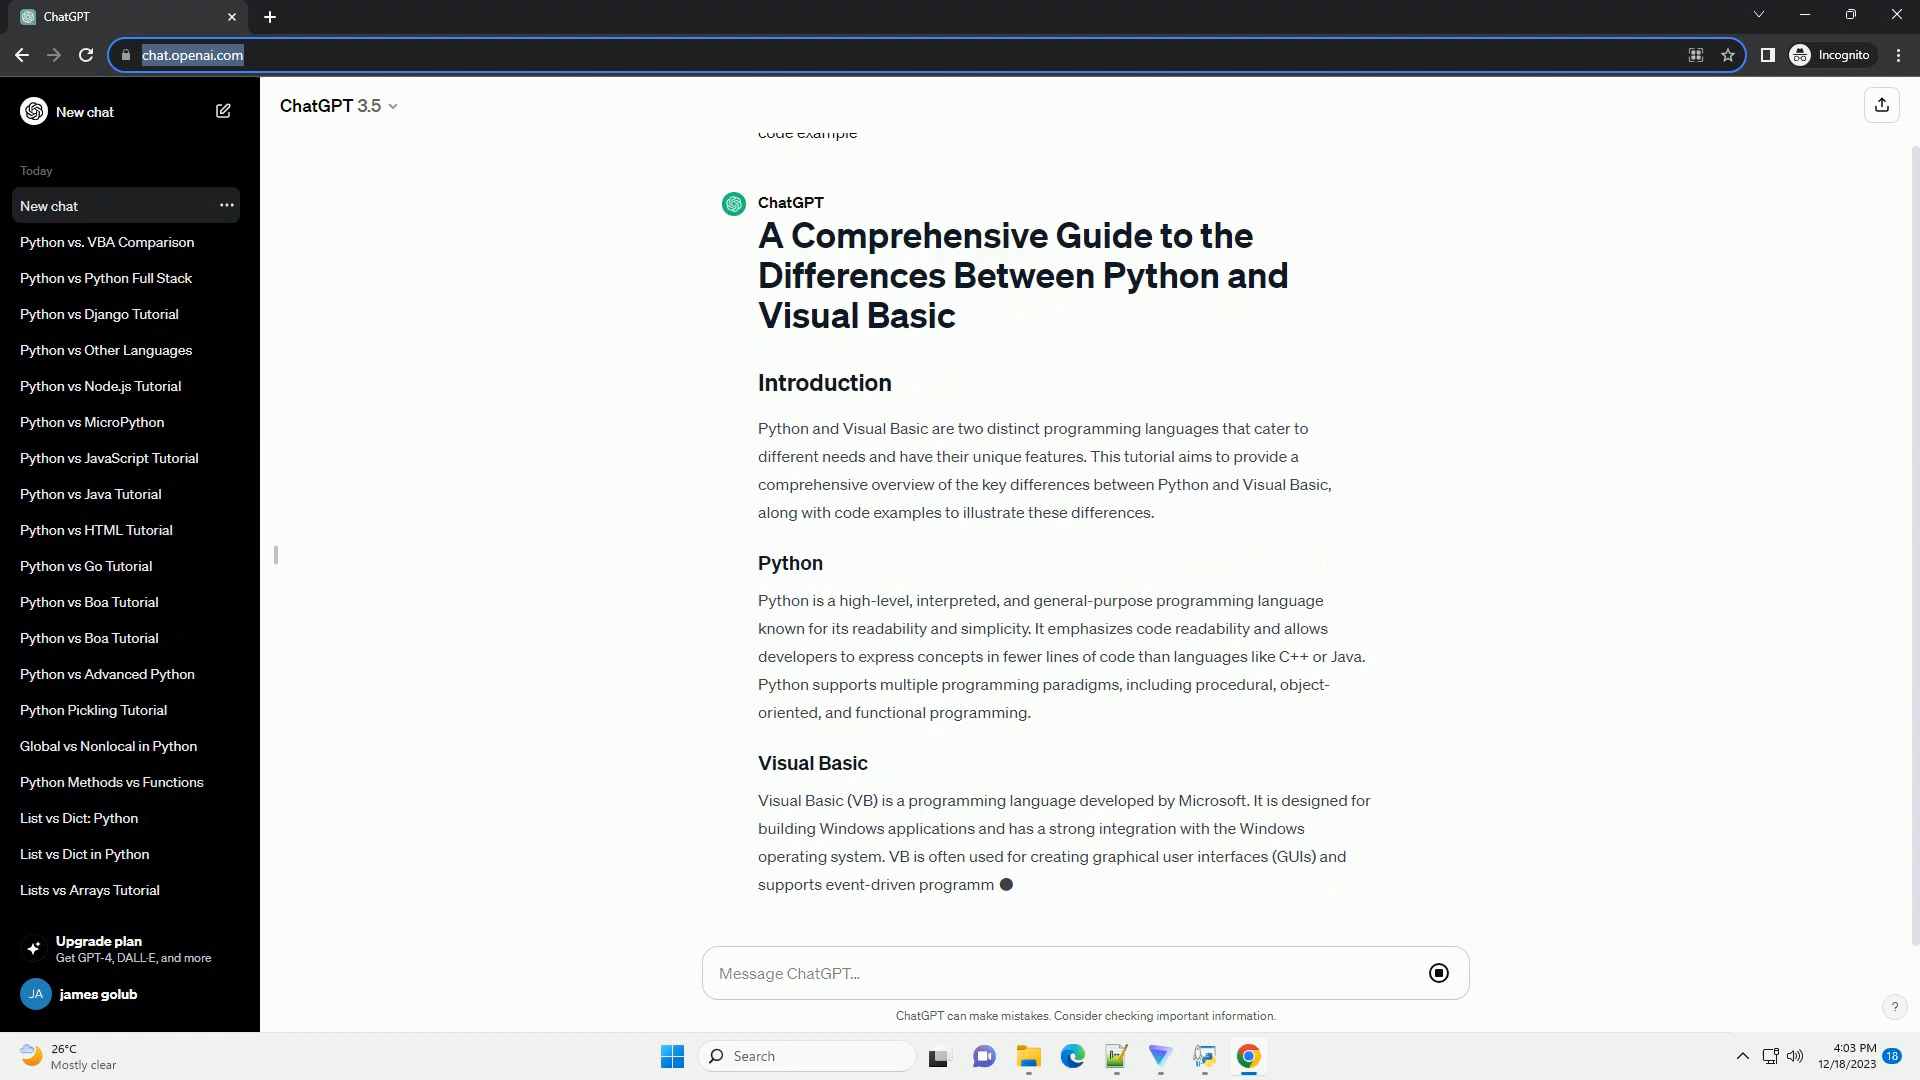 ChatGPT
chat.openai.com
Incognito
New chat
Today
New chat
Python vs. VBA Comparison
Python vs Python Full Stack
Python vs Django Tutorial
Python vs Other Languages
Python vs Node.js Tutorial
Python vs MicroPython
Python vs JavaScript Tutorial
Python vs Java Tutorial
Python vs HTML Tutorial
Python vs Go Tutorial
Python vs Boa Tutorial
Python vs Boa Tutorial
Python vs Advanced Python
Python Pickling Tutorial
Global vs Nonlocal in Python
Python Methods vs Functions
List vs Dict: Python
List vs Dict in Python
Lists vs Arrays Tutorial
Upgrade plan
Get GPT-4, DALL·E, and more
JA
james golub
ChatGPT 3.5
code example
ChatGPT
A Comprehensive Guide to the
Differences Between Python and
Visual Basic
Introduction
Python and Visual Basic are two distinct programming languages that cater to
different needs and have their unique features. This tutorial aims to provide a
comprehensive overview of the key differences between Python and Visual Basic,
along with code examples to illustrate these differences.
Python
Python is a high-level, interpreted, and general-purpose programming language
known for its readability and simplicity. It emphasizes code readability and allows
developers to express concepts in fewer lines of code than languages like C++ or Java.
Python supports multiple programming paradigms, including procedural, object-
oriented, and functional programming.
Visual Basic
Visual Basic (VB) is a programming language developed by Microsoft. It is designed for
building Windows applications and has a strong integration with the Windows
operating system. VB is often used for creating graphical user interfaces (GUIs) and
supports event-driven programm
Message ChatGPT...
ChatGPT can make mistakes. Consider checking important information.
?
26°C
Mostly clear
Search
4:03 PM
12/18/2023
18